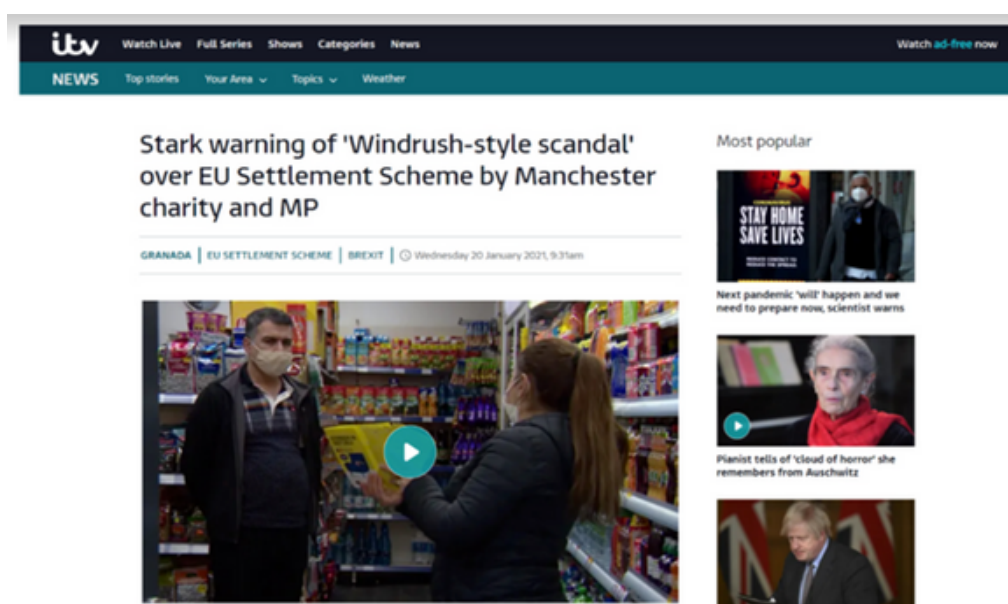 itv Watch Live Full Series Shows Categories News Watch ad-free now
NEWS Top stories Your Area Topics Weather
Stark warning of 'Windrush-style scandal'
over EU Settlement Scheme by Manchester
charity and MP
GRANADA | EU SETTLEMENT SCHEME | BREXIT | Wednesday 20 January 2021, 9:31am
Most popular
CORONAVIRUS
STAY HOME
SAVE LIVES
Next pandemic 'will' happen and we
need to prepare now, scientist warns
Pianist tells of 'cloud of horror' she
remembers from Auschwitz